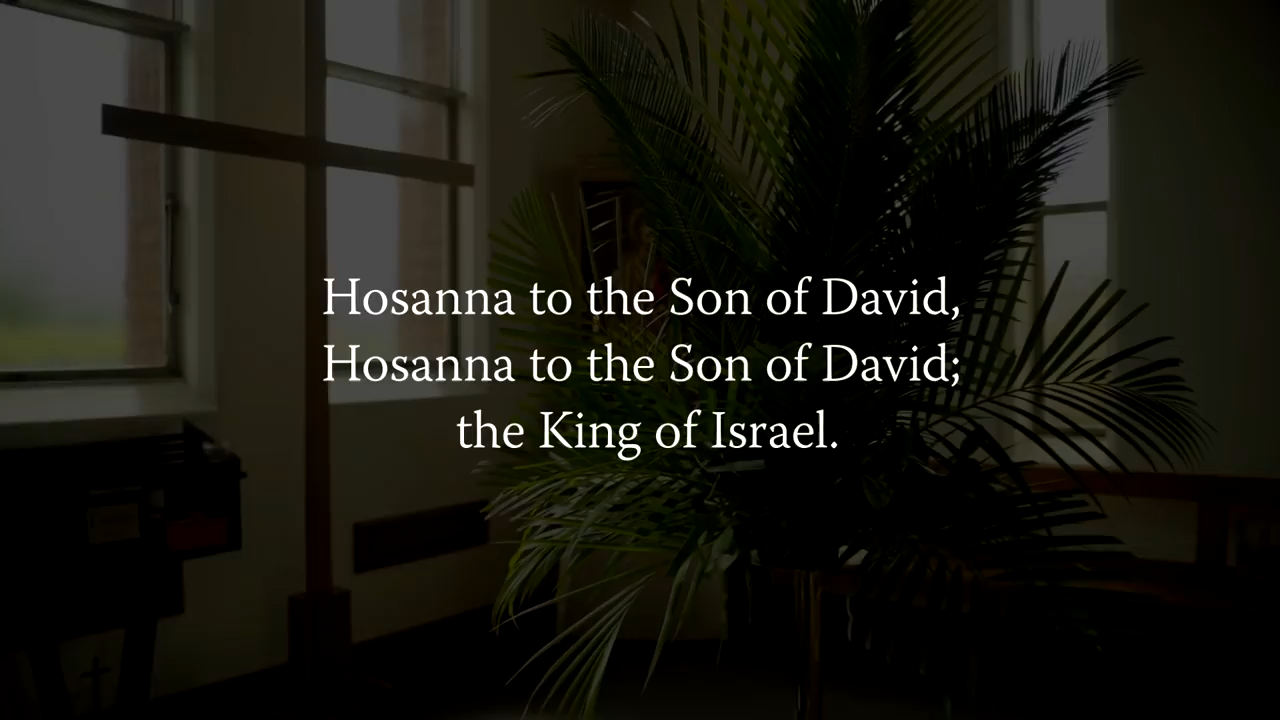 Hosanna to the Son of David,
Hosanna to the Son of David;
the King of Israel.